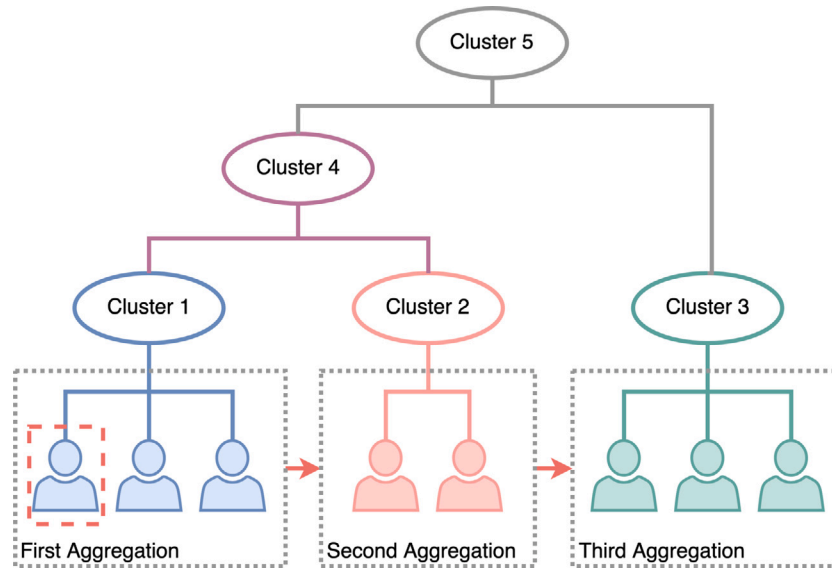 Cluster 5
Cluster 4
Cluster 1
Cluster 2
Cluster 3
First Aggregation
Second Aggregation
Third Aggregation